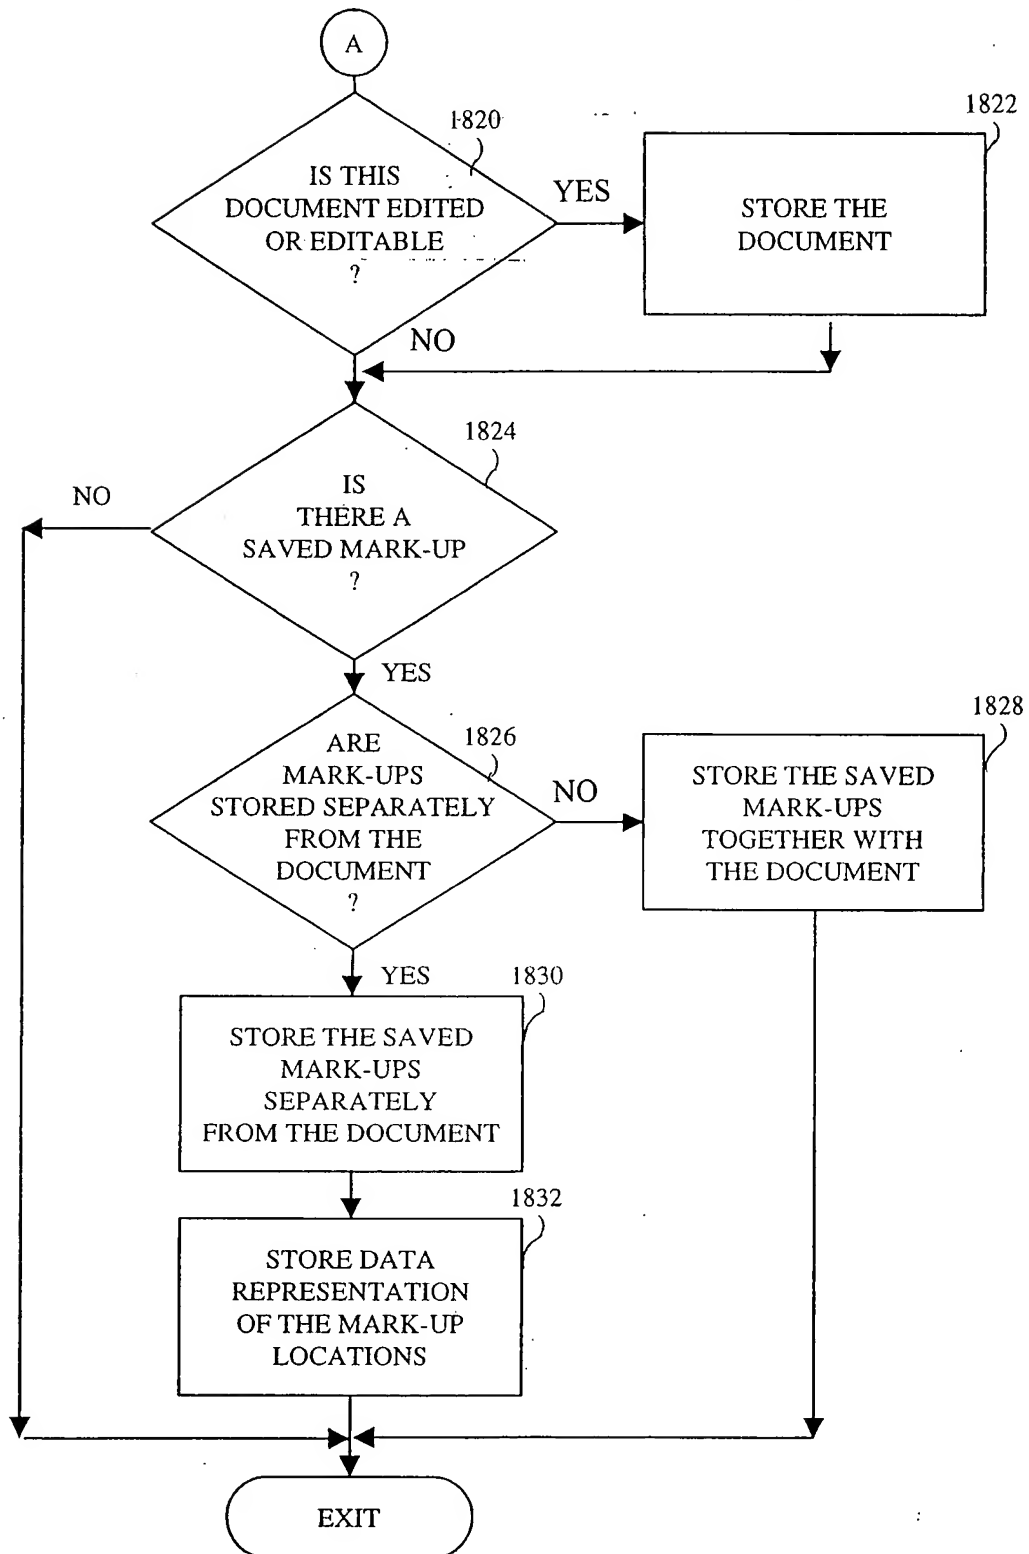 A
1820
1822
IS THIS
DOCUMENT EDITED
OR EDITABLE
?
YES
STORE THE
DOCUMENT
NO
1824
IS
THERE A
SAVED MARK-UP
?
NO
YES
1826
1828
ARE
MARK-UPS
STORED SEPARATELY
FROM THE
DOCUMENT
?
NO
STORE THE SAVED
MARK-UPS
TOGETHER WITH
THE DOCUMENT
YES
1830
STORE THE SAVED
MARK-UPS
SEPARATELY
FROM THE DOCUMENT
1832
STORE DATA
REPRESENTATION
OF THE MARK-UP
LOCATIONS
EXIT